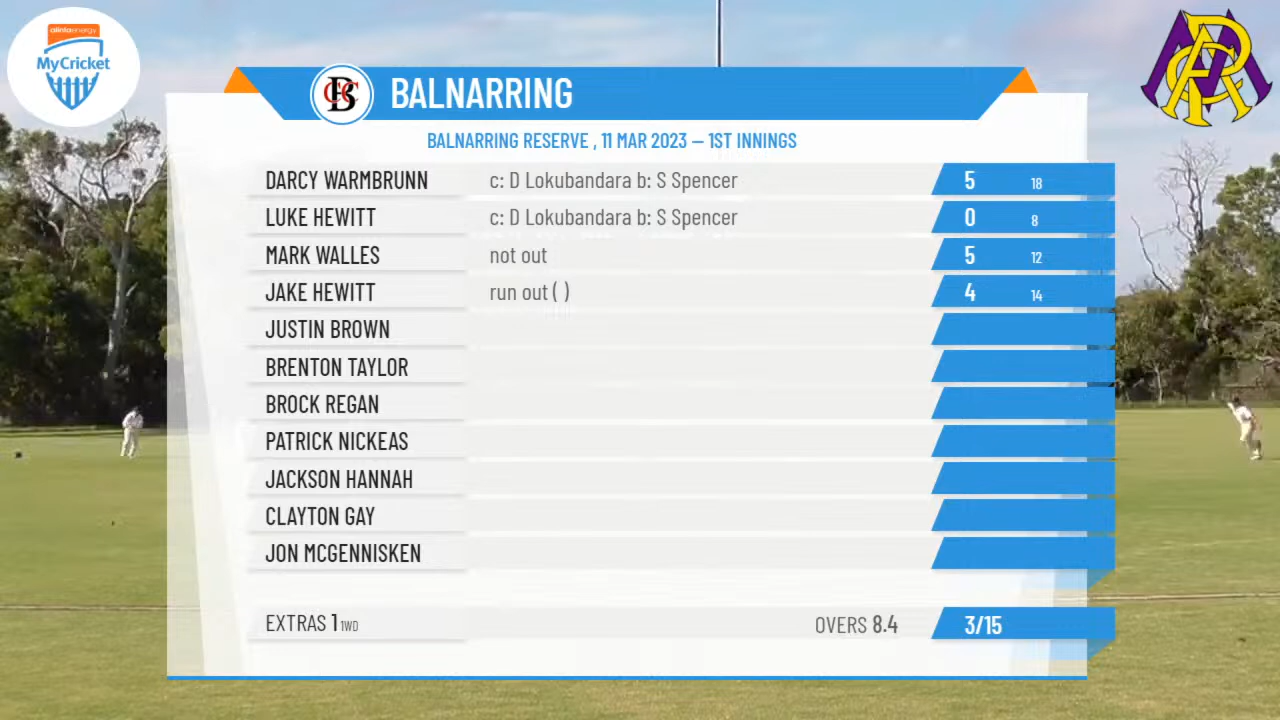 alinta energy
MyCricket
BALNARRING
BALNARRING RESERVE , 11 MAR 2023 – 1ST INNINGS
DARCY WARMBRUNN c: D Lokubandara b: S Spencer 5 18
LUKE HEWITT c: D Lokubandara b: S Spencer 0 8
MARK WALLES not out 5 12
JAKE HEWITT run out ( ) 4 14
JUSTIN BROWN
BRENTON TAYLOR
BROCK REGAN
PATRICK NICKEAS
JACKSON HANNAH
CLAYTON GAY
JON MCGENNISKEN
EXTRAS 1 1WD OVERS 8.4 3/15